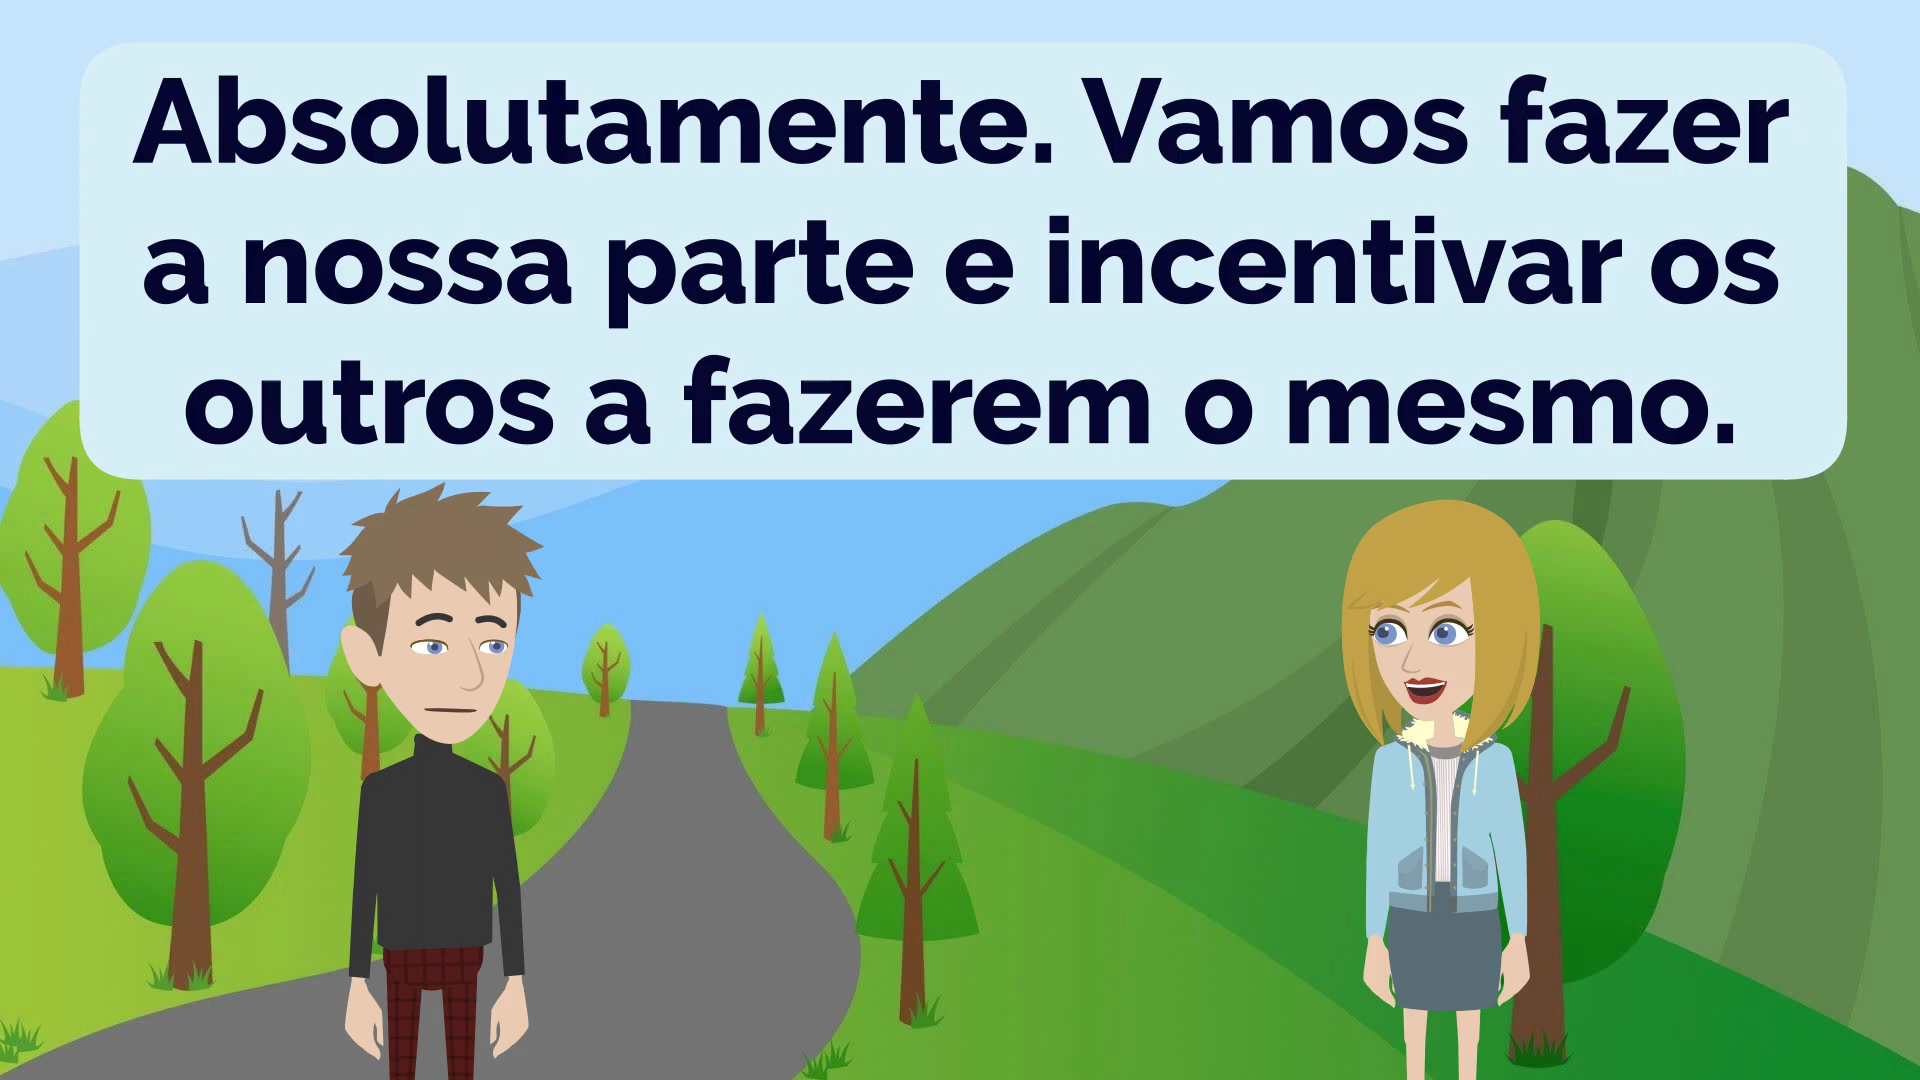 Absolutamente. Vamos fazer
a nossa parte e incentivar os
outros a fazerem o mesmo.